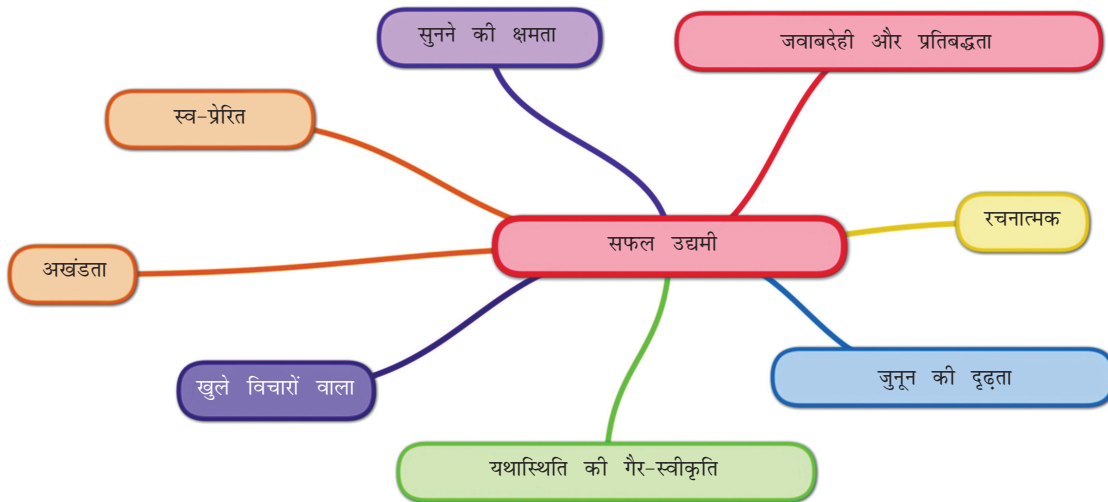 सुनने की क्षमता
जवाबदेही और प्रतिबद्धता
स्व-प्रेरित
रचनात्मक
सफल उद्यमी
अखंडता
जुनून की दृढ़ता
खुले विचारों वाला
यथास्थिति की गैर-स्वीकृति